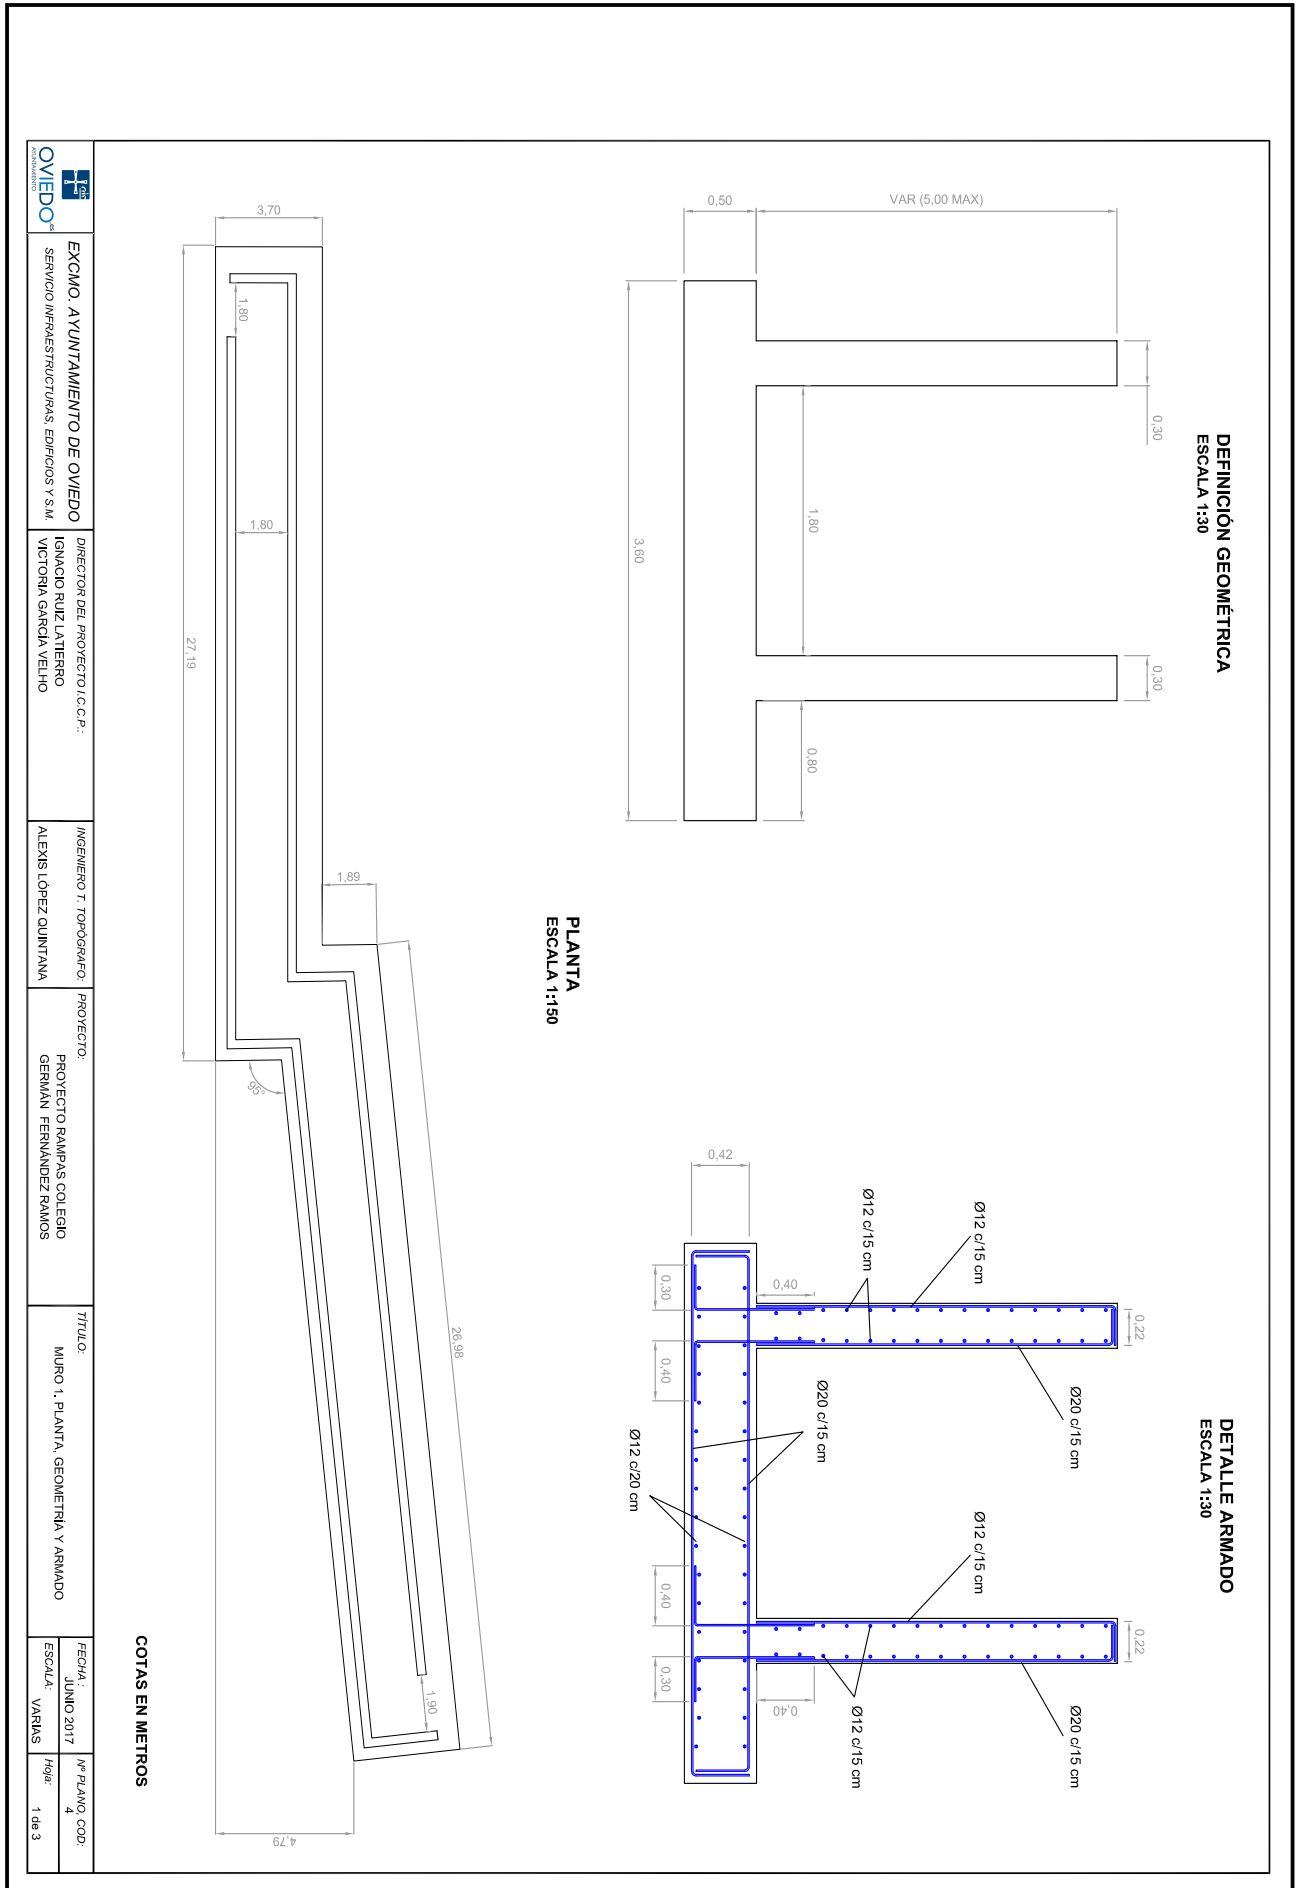 DEFINICIÓN GEOMÉTRICA
ESCALA 1:30
0,30
0,30
VAR (5,00 MAX)
1,80
0,80
0,50
3,60
DETALLE ARMADO
ESCALA 1:30
0,22
0,22
Ø12 c/15 cm
Ø20 c/15 cm
Ø12 c/15 cm
Ø20 c/15 cm
Ø12 c/15 cm
Ø12 c/15 cm
0,40
0,40
Ø20 c/15 cm
0,42
0,30
0,40
0,40
0,30
Ø12 c/20 cm
PLANTA
ESCALA 1:150
3,70
1,80
1,80
27,19
1,89
26,98
95°
1,90
4,79
COTAS EN METROS
OVIEDO.es
AYUNTAMIENTO
EXCMO. AYUNTAMIENTO DE OVIEDO
SERVICIO INFRAESTRUCTURAS, EDIFICIOS Y S.M.
DIRECTOR DEL PROYECTO I.C.C.P.:
IGNACIO RUIZ LATIERRO
VICTORIA GARCÍA VELHO
INGENIERO T. TOPÓGRAFO:
ALEXIS LÓPEZ QUINTANA
PROYECTO:
PROYECTO RAMPAS COLEGIO
GERMÁN FERNÁNDEZ RAMOS
TÍTULO:
MURO 1. PLANTA, GEOMETRÍA Y ARMADO
FECHA :
JUNIO 2017
ESCALA:
VARIAS
Nº PLANO, COD:
4
Hoja:
1 de 3